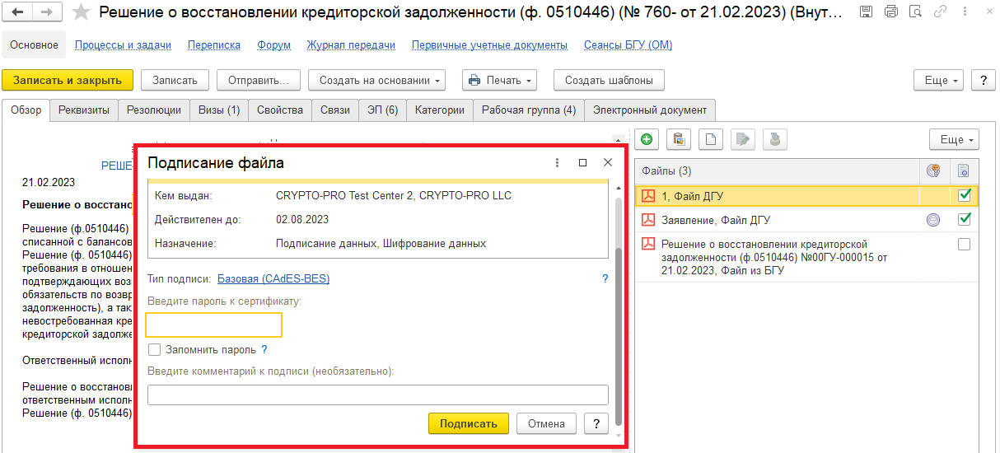 Решение о восстановлении кредиторской задолженности (ф. 0510446) (№ 760- от 21.02.2023) (Внут...
Основное Процессы и задачи Переписка Форум Журнал передачи Первичные учетные документы Сеансы БГУ (ОМ)
Записать и закрыть Записать Отправить... Создать на основании Печать Создать шаблоны Еще ?
Обзор Реквизиты Резолюции Визы (1) Свойства Связи ЭП (6) Категории Рабочая группа (4) Электронный документ
Еще
РЕШЕ
21.02.2023
Решение о восстано
Решение (ф.0510446)
списанной с балансов
Решение (ф. 0510446)
требования в отношен
подтверждающих воз
обязательств по возвр
задолженность), а так
невостребованная кре
кредиторской задолже
Ответственный исполн
Решение о восстановл
ответственным исполн
Решение (ф. 0510446)
Подписание файла
Кем выдан: CRYPTO-PRO Test Center 2, CRYPTO-PRO LLC
Действителен до: 02.08.2023
Назначение: Подписание данных, Шифрование данных
Тип подписи: Базовая (CAdES-BES) ?
Введите пароль к сертификату:
Запомнить пароль ?
Введите комментарий к подписи (необязательно):
Подписать Отмена ?
Файлы (3)
1, Файл ДГУ
Заявление, Файл ДГУ
Решение о восстановлении кредиторской
задолженности (ф.0510446) №00ГУ-000015 от
21.02.2023, Файл из БГУ